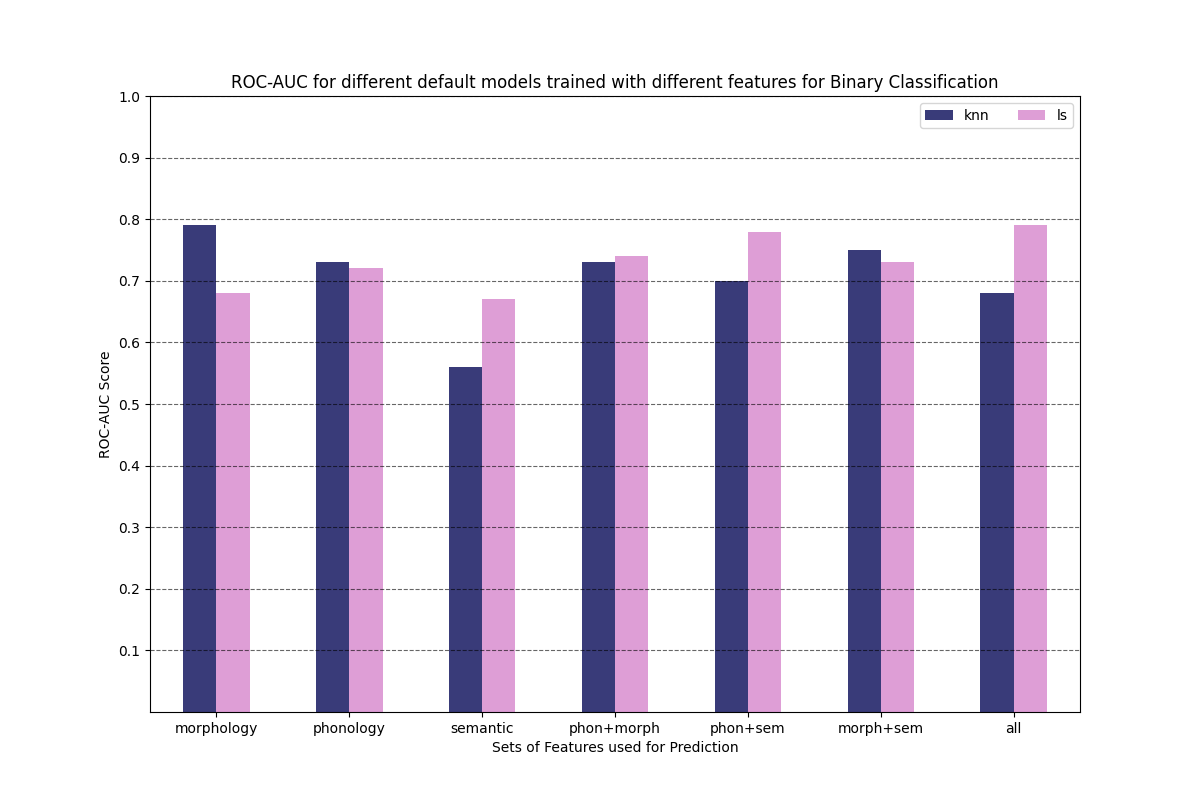 ROC-AUC for different default models trained with different features for Binary Classification
knn ls
1.0
0.9
0.8
0.7
0.6
0.5
0.4
0.3
0.2
0.1
ROC-AUC Score
morphology phonology semantic phon+morph phon+sem morph+sem all
Sets of Features used for Prediction